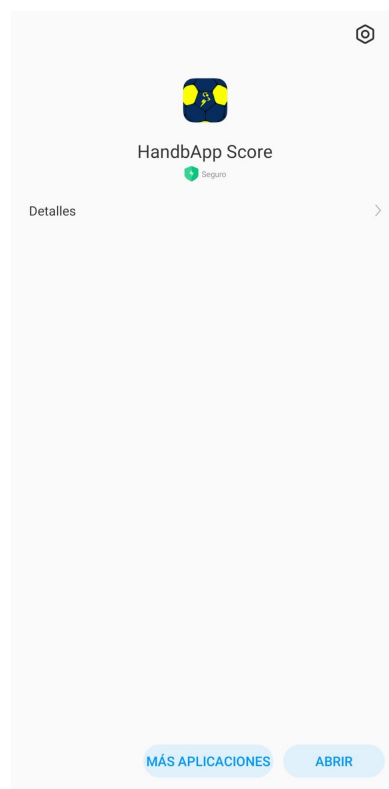 HandbApp Score
Seguro
Detalles
MÁS APLICACIONES
ABRIR